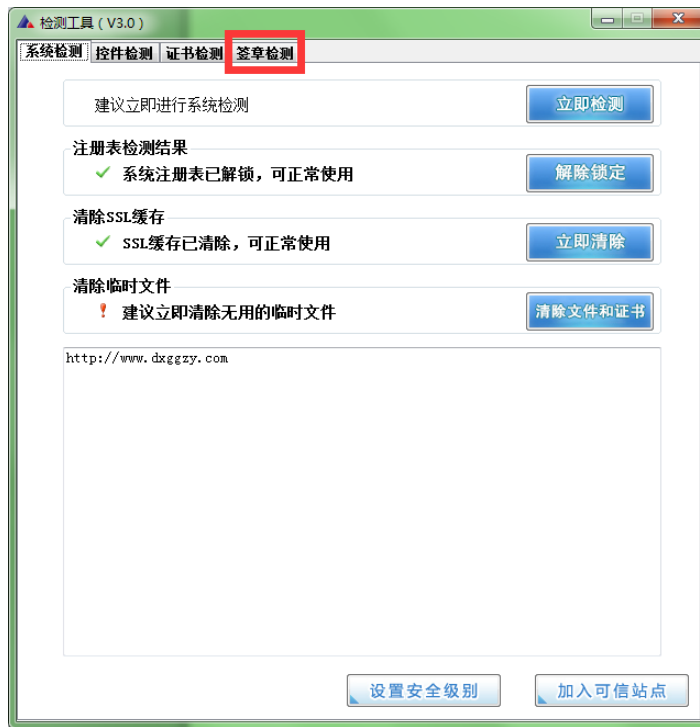 检测工具（V3.0）
系统检测 控件检测 证书检测 签章检测
建议立即进行系统检测 立即检测
注册表检测结果
系统注册表已解锁，可正常使用 解除锁定
清除SSL缓存
SSL缓存已清除，可正常使用 立即清除
清除临时文件
建议立即清除无用的临时文件 清除文件和证书
http://www.dxggzy.com
设置安全级别 加入可信站点